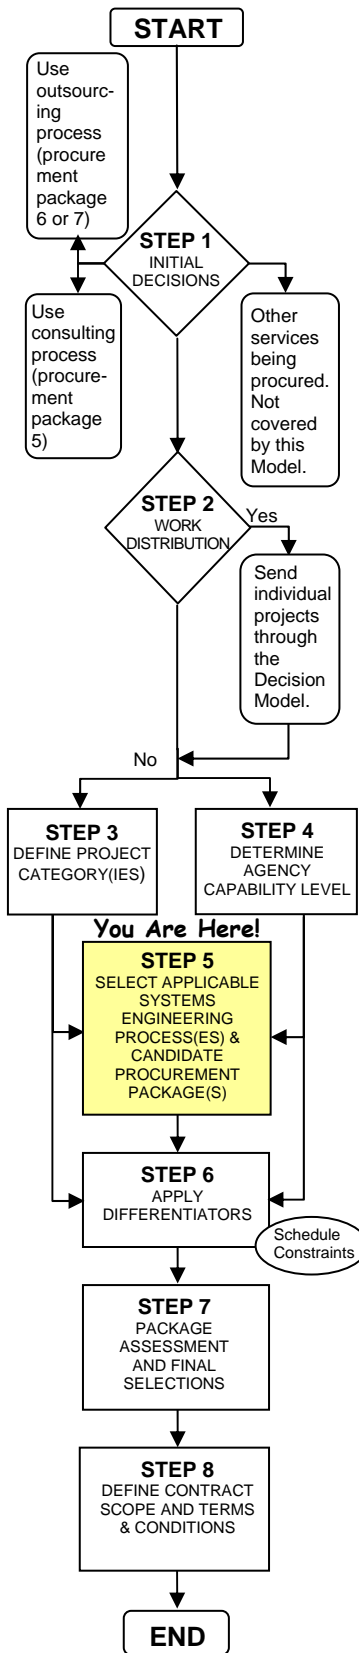 START
Use
outsourc-
ing
process
(procure
ment
package
6 or 7)
STEP 1
INITIAL
DECISIONS
Use
consulting
process
(procure-
ment
package
5)
Other
services
being
procured.
Not
covered
by this
Model.
STEP 2
WORK
DISTRIBUTION
Yes
Send
individual
projects
through
the
Decision
Model.
No
STEP 3
DEFINE PROJECT
CATEGORY(IES)
STEP 4
DETERMINE
AGENCY
CAPABILITY LEVEL
You Are Here!
STEP 5
SELECT APPLICABLE
SYSTEMS
ENGINEERING
PROCESS(ES) &
CANDIDATE
PROCUREMENT
PACKAGE(S)
STEP 6
APPLY
DIFFERENTIATORS
Schedule
Constraints
STEP 7
PACKAGE
ASSESSMENT
AND FINAL
SELECTIONS
STEP 8
DEFINE CONTRACT
SCOPE AND TERMS
& CONDITIONS
END